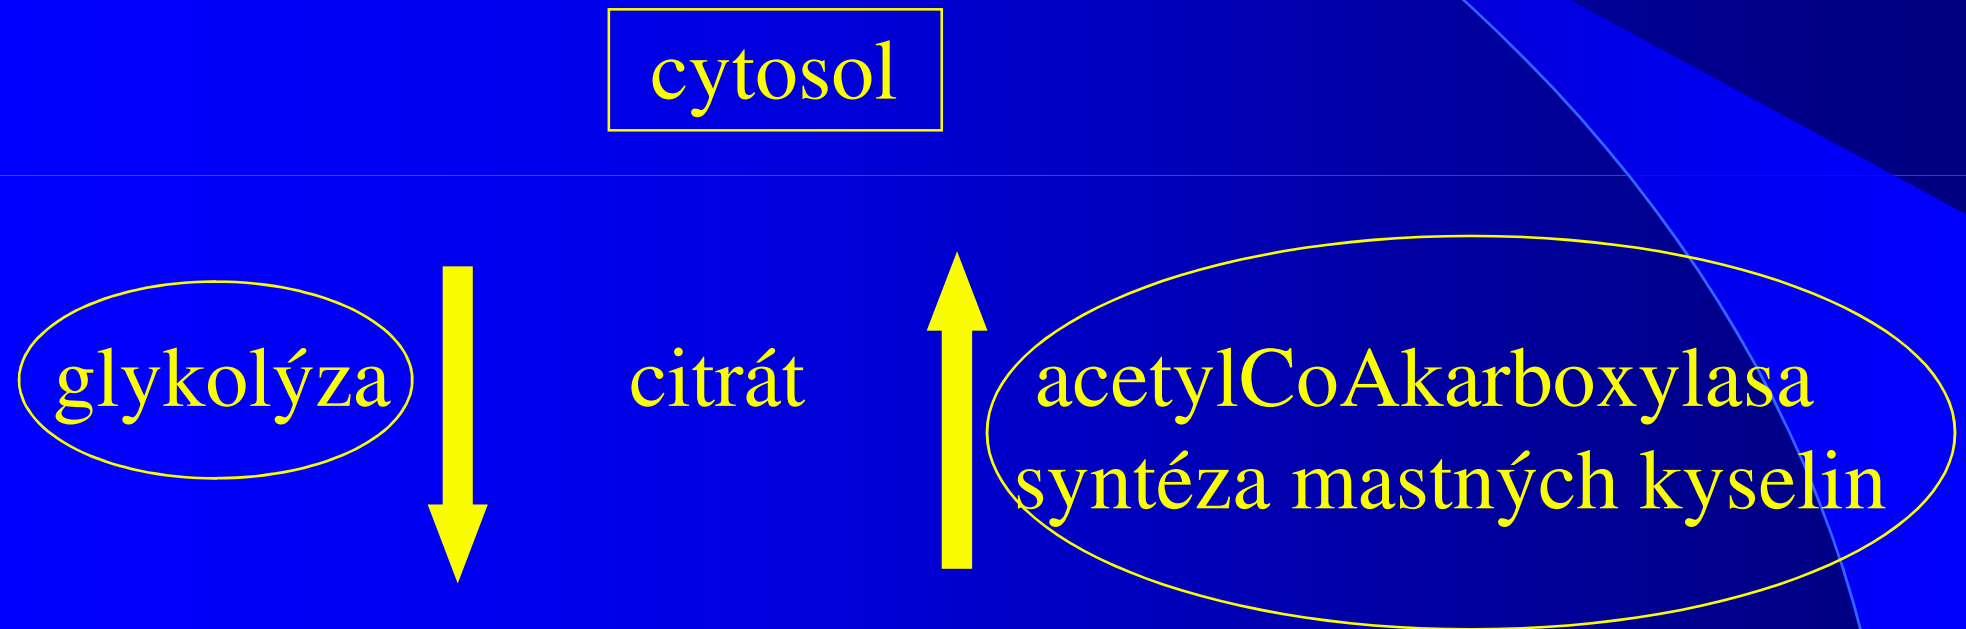 cytosol
glykolýza citrát acetylCoAkarboxylasa
syntéza mastných kyselin